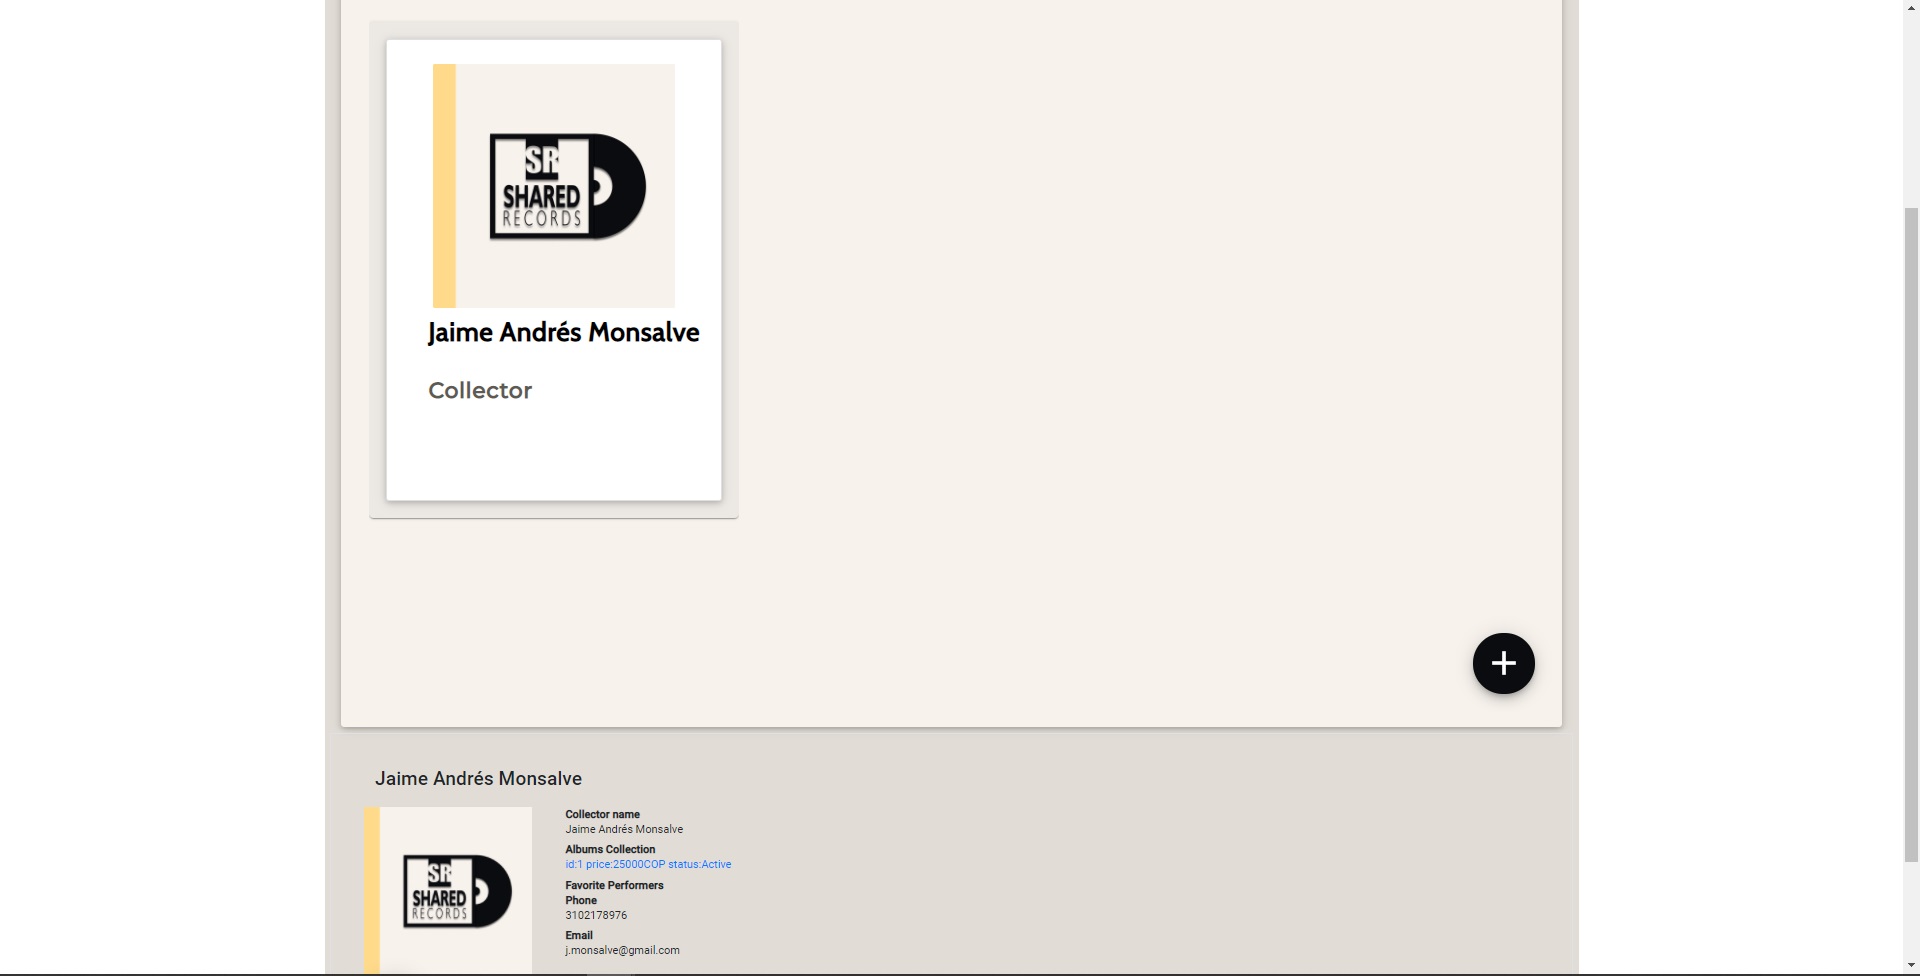 SR
SHARED
RECORDS
Jaime Andrés Monsalve
Collector
Jaime Andrés Monsalve
SR
SHARED
RECORDS
Collector name
Jaime Andrés Monsalve
Albums Collection
id:1 price:25000COP status:Active
Favorite Performers
Phone
3102178976
Email
j.monsalve@gmail.com